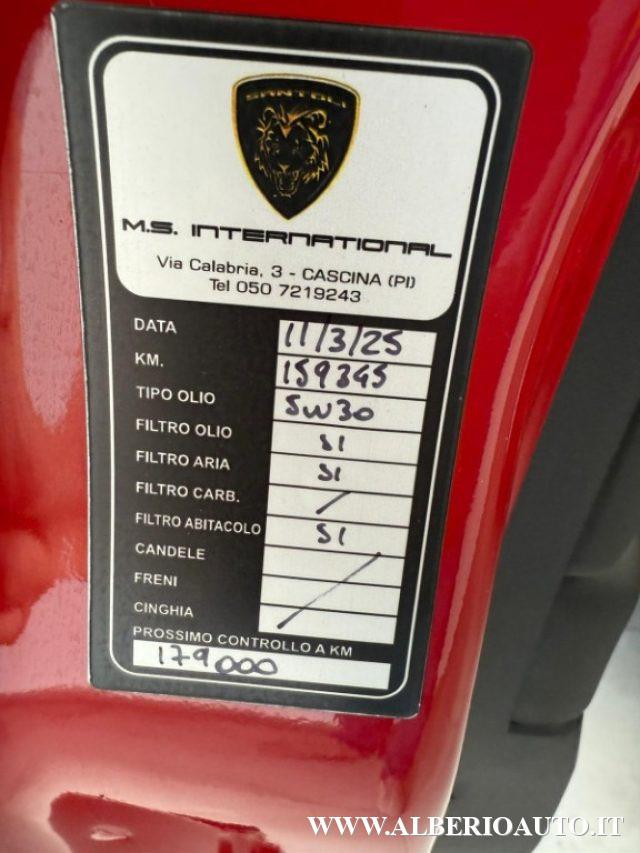 SANTOLI
M.S. INTERNATIONAL
Via Calabria, 3 - CASCINA (PI)
Tel 050 7219243
DATA 11/3/25
KM. 159345
TIPO OLIO 5W30
FILTRO OLIO SI
FILTRO ARIA SI
FILTRO CARB. /
FILTRO ABITACOLO SI
CANDELE
FRENI /
CINGHIA
PROSSIMO CONTROLLO A KM
179000
WWW.ALBERIOAUTO.IT